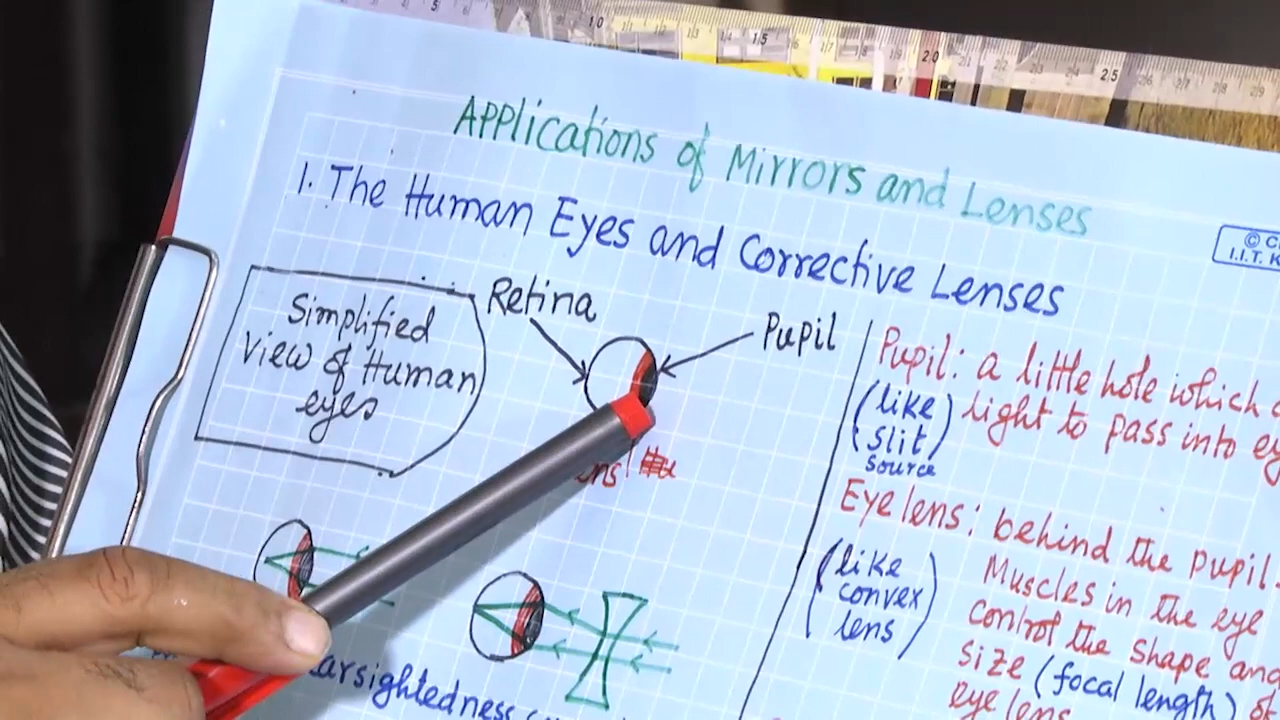 Applications of Mirrors and Lenses
1. The Human Eyes and Corrective Lenses
I.I.T.
Simplified
view of Human
eyes
Retina
Pupil
Pupil: a little hole which
(like
slit)
source
light to pass into
Eye lens: behind the pupil
(like
convex
lens)
Muscles in the eye
control the shape and
size (focal length) of
eye lens